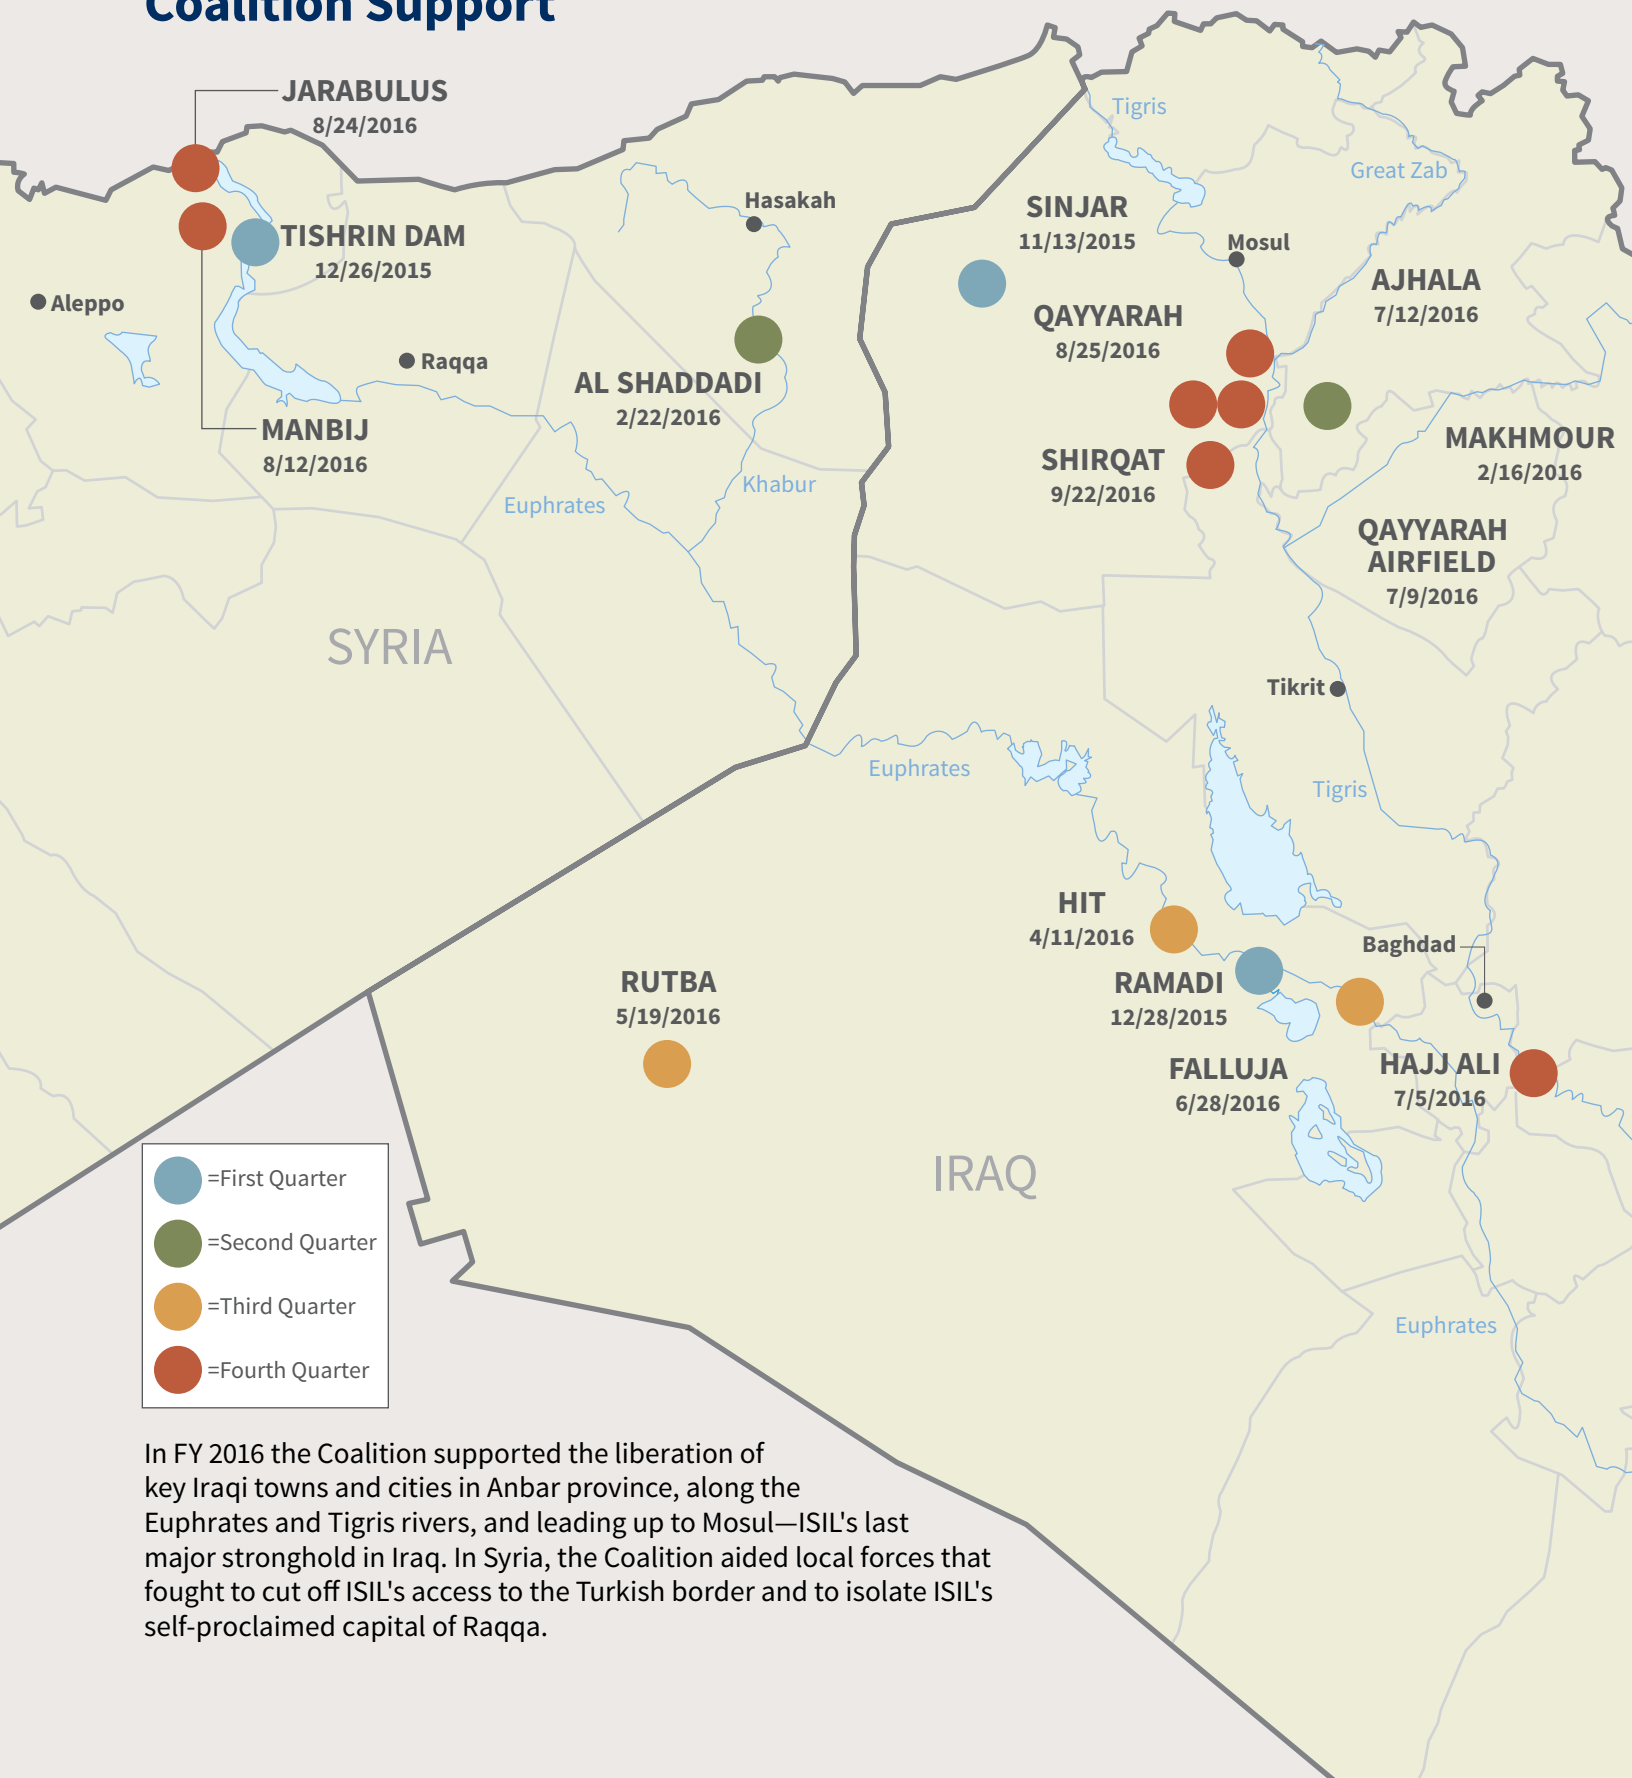 Coalition Support
JARABULUS
8/24/2016
TISHRIN DAM
12/26/2015
Aleppo
MANBIJ
8/12/2016
Raqqa
Hasakah
AL SHADDADI
2/22/2016
Khabur
Euphrates
SYRIA
Tigris
Great Zab
SINJAR
11/13/2015
Mosul
QAYYARAH
8/25/2016
AJHALA
7/12/2016
SHIRQAT
9/22/2016
MAKHMOUR
2/16/2016
QAYYARAH
AIRFIELD
7/9/2016
Tikrit
Euphrates
Tigris
HIT
4/11/2016
Baghdad
RAMADI
12/28/2015
RUTBA
5/19/2016
FALLUJA
6/28/2016
HAJJ ALI
7/5/2016
IRAQ
Euphrates
=First Quarter
=Second Quarter
=Third Quarter
=Fourth Quarter
In FY 2016 the Coalition supported the liberation of
key Iraqi towns and cities in Anbar province, along the
Euphrates and Tigris rivers, and leading up to Mosul—ISIL's last
major stronghold in Iraq. In Syria, the Coalition aided local forces that
fought to cut off ISIL's access to the Turkish border and to isolate ISIL's
self-proclaimed capital of Raqqa.